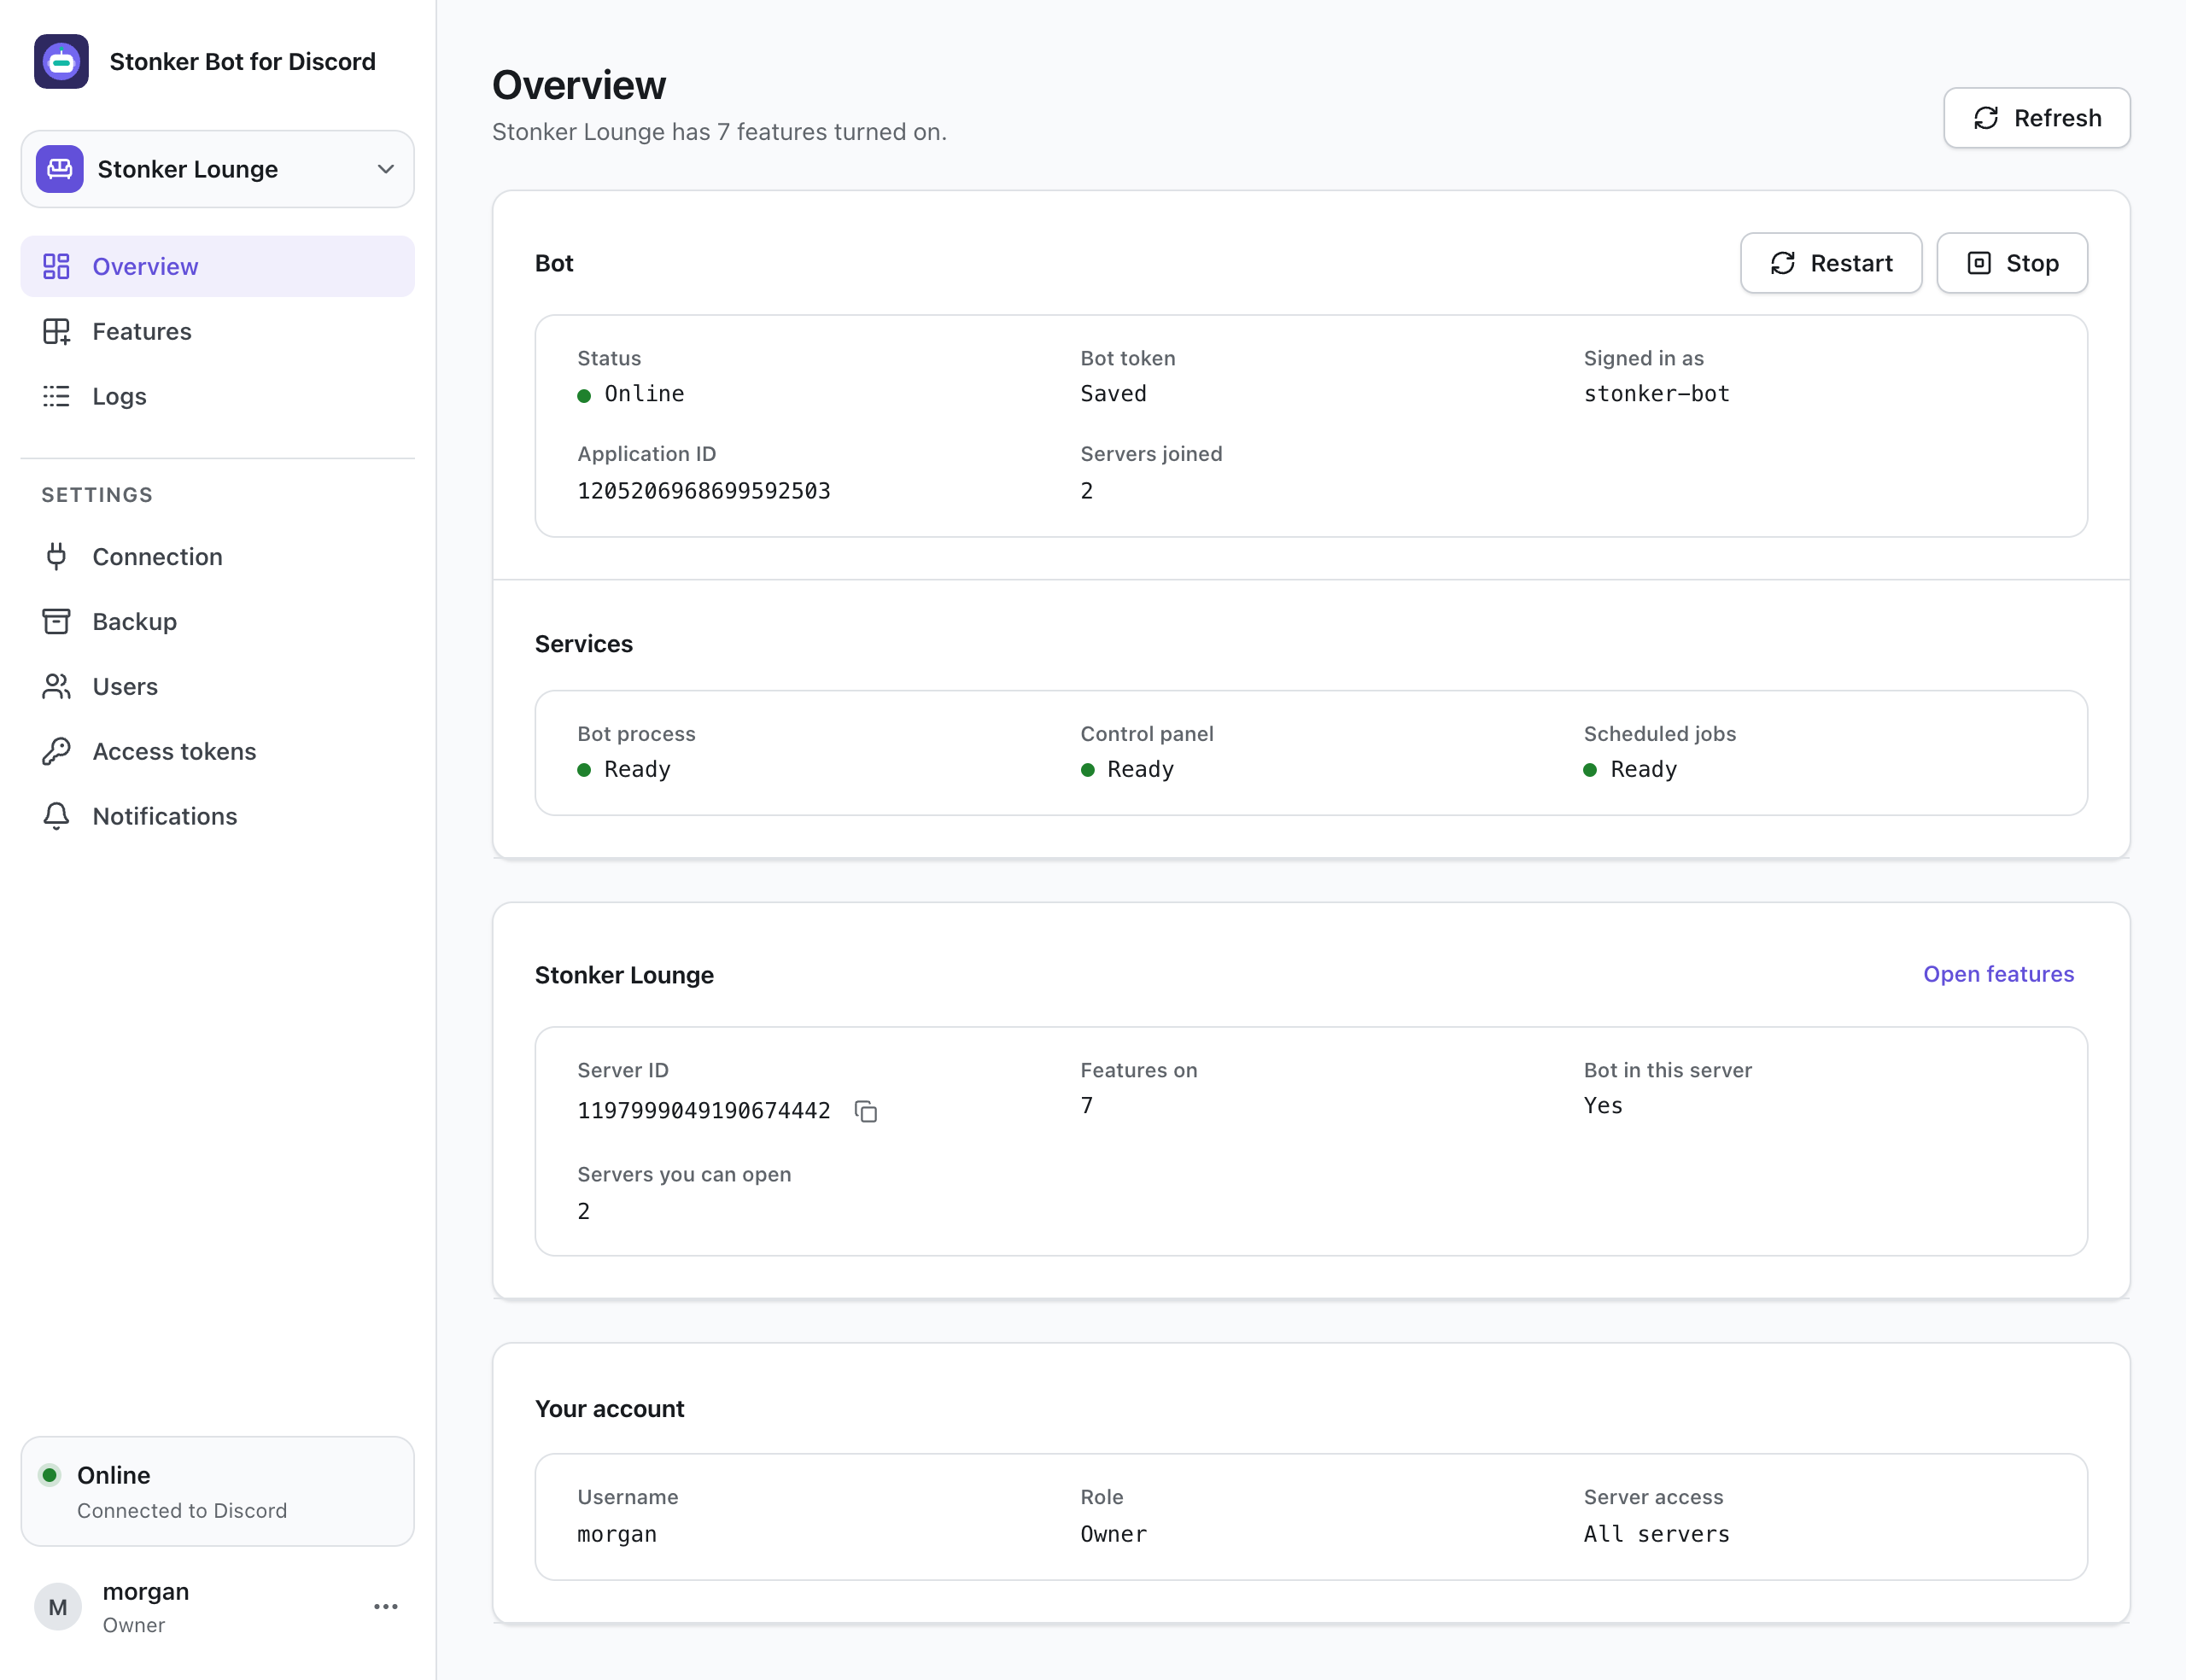 Stonker Bot for Discord
Stonker Lounge
Overview
Features
Logs
SETTINGS
Connection
Backup
Users
Access tokens
Notifications
Online
Connected to Discord
M
morgan
Owner
Overview
Stonker Lounge has 7 features turned on.
Refresh
Bot
Restart
Stop
Status
Online
Bot token
Saved
Signed in as
stonker-bot
Application ID
1205206968699592503
Servers joined
2
Services
Bot process
Ready
Control panel
Ready
Scheduled jobs
Ready
Stonker Lounge
Open features
Server ID
1197999049190674442
Features on
7
Bot in this server
Yes
Servers you can open
2
Your account
Username
morgan
Role
Owner
Server access
All servers